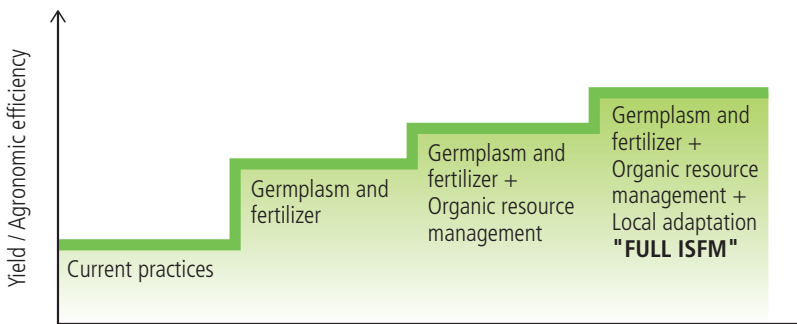 Yield / Agronomic efficiency
Current practices
Germplasm and
fertilizer
Germplasm and
fertilizer +
Organic resource
management
Germplasm and
fertilizer +
Organic resource
management +
Local adaptation
"FULL ISFM"